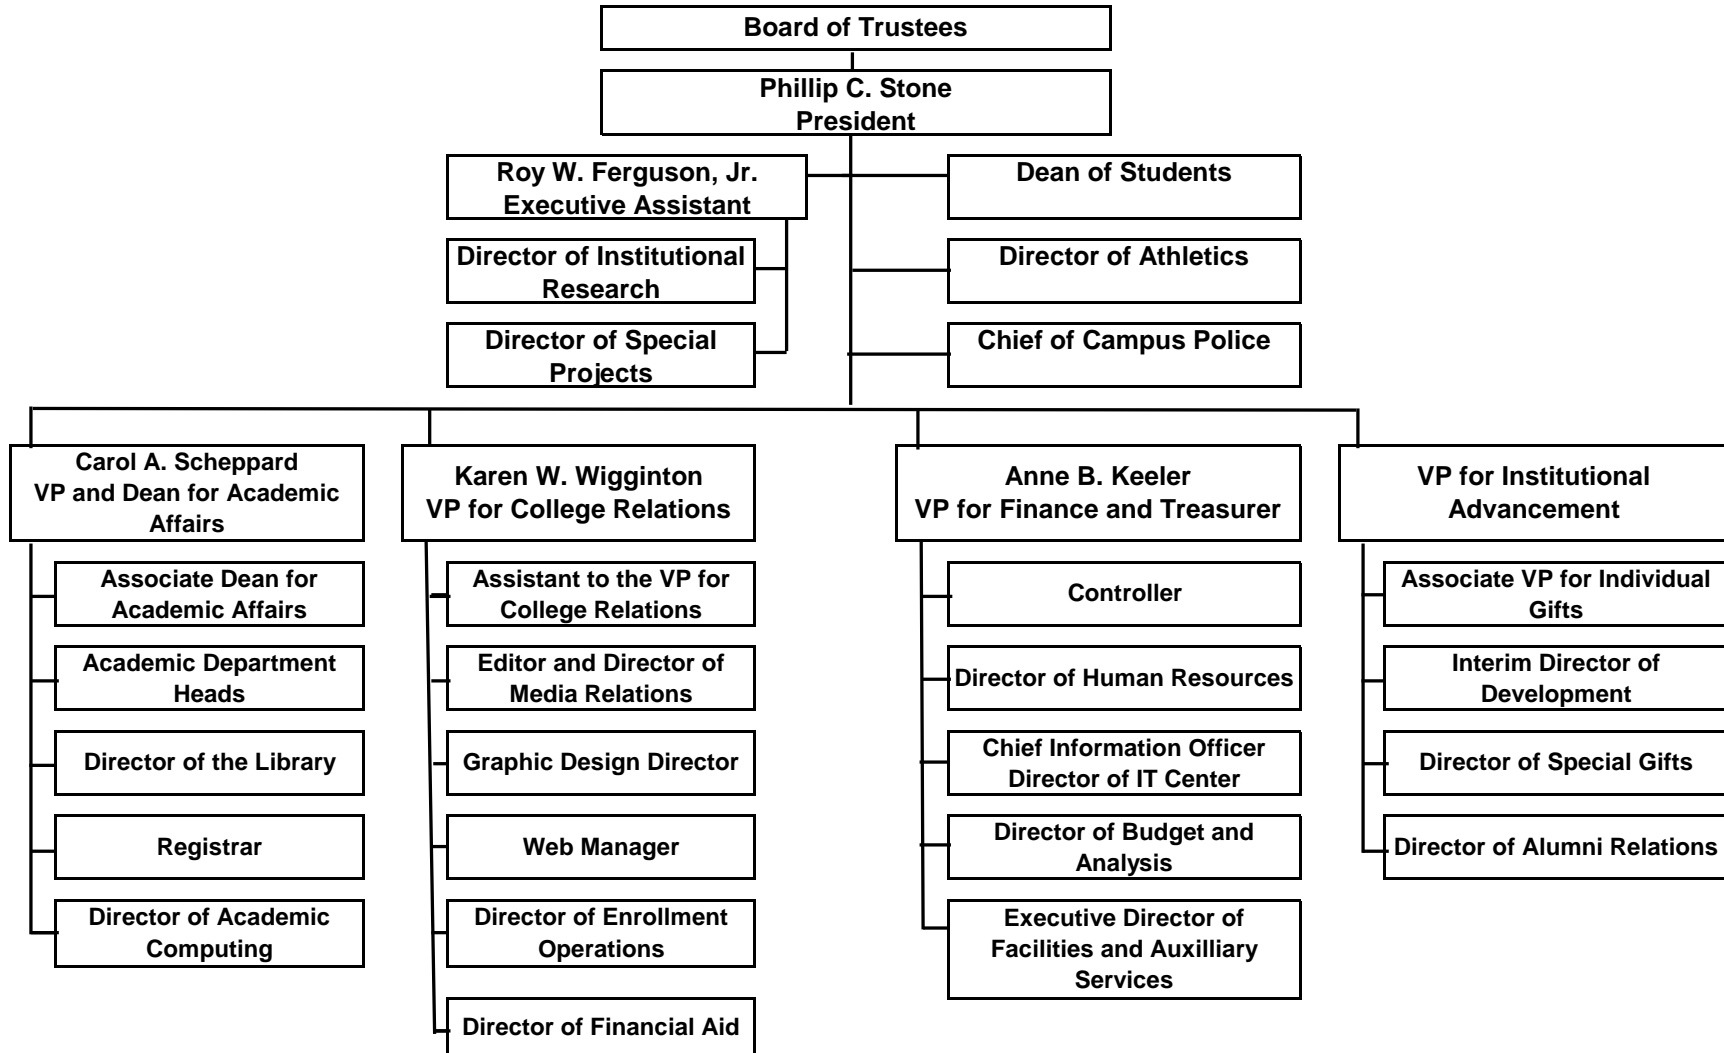 Board of Trustees
Phillip C. Stone
President
Roy W. Ferguson, Jr.
Executive Assistant
Dean of Students
Director of Institutional
Research
Director of Athletics
Director of Special
Projects
Chief of Campus Police
Carol A. Scheppard
VP and Dean for Academic
Affairs
Associate Dean for
Academic Affairs
Academic Department
Heads
Director of the Library
Registrar
Director of Academic
Computing
Karen W. Wigginton
VP for College Relations
Assistant to the VP for
College Relations
Editor and Director of
Media Relations
Graphic Design Director
Web Manager
Director of Enrollment
Operations
Director of Financial Aid
Anne B. Keeler
VP for Finance and Treasurer
Controller
Director of Human Resources
Chief Information Officer
Director of IT Center
Director of Budget and
Analysis
Executive Director of
Facilities and Auxilliary
Services
VP for Institutional
Advancement
Associate VP for Individual
Gifts
Interim Director of
Development
Director of Special Gifts
Director of Alumni Relations